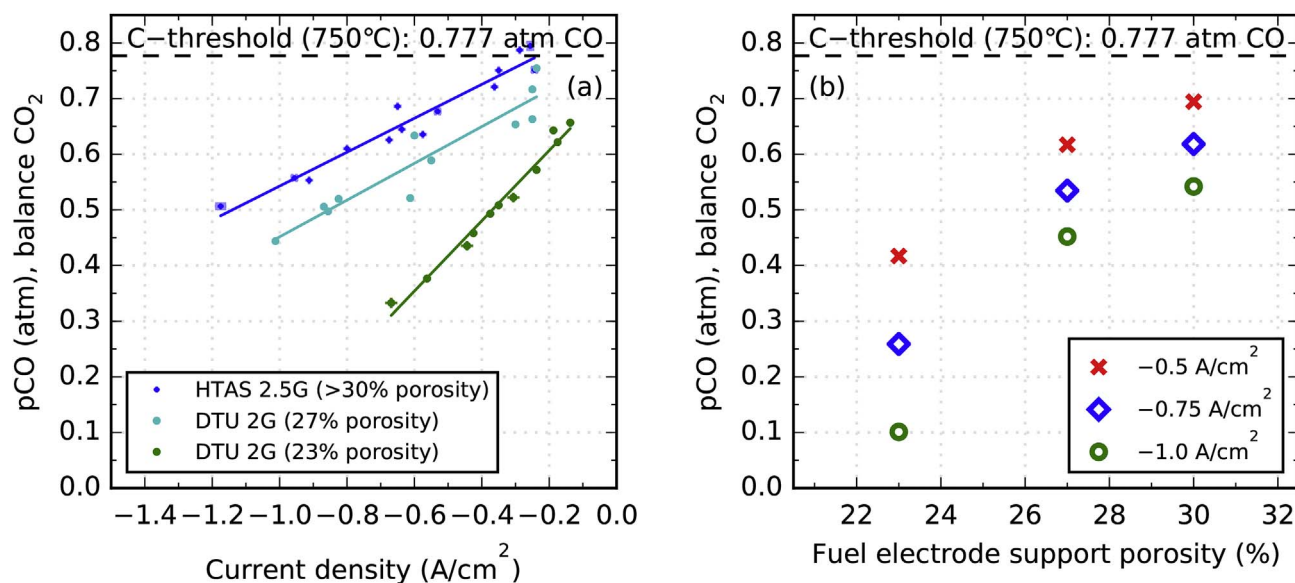 C−threshold (750°C): 0.777 atm CO
(a)
0.8
0.7
0.6
0.5
0.4
0.3
0.2
0.1
0.0
pCO (atm), balance CO₂
HTAS 2.5G (>30% porosity)
DTU 2G (27% porosity)
DTU 2G (23% porosity)
−1.4 −1.2 −1.0 −0.8 −0.6 −0.4 −0.2 0.0
Current density (A/cm²)
C−threshold (750°C): 0.777 atm CO
(b)
0.8
0.7
0.6
0.5
0.4
0.3
0.2
0.1
0.0
pCO (atm), balance CO₂
−0.5 A/cm²
−0.75 A/cm²
−1.0 A/cm²
22 24 26 28 30 32
Fuel electrode support porosity (%)